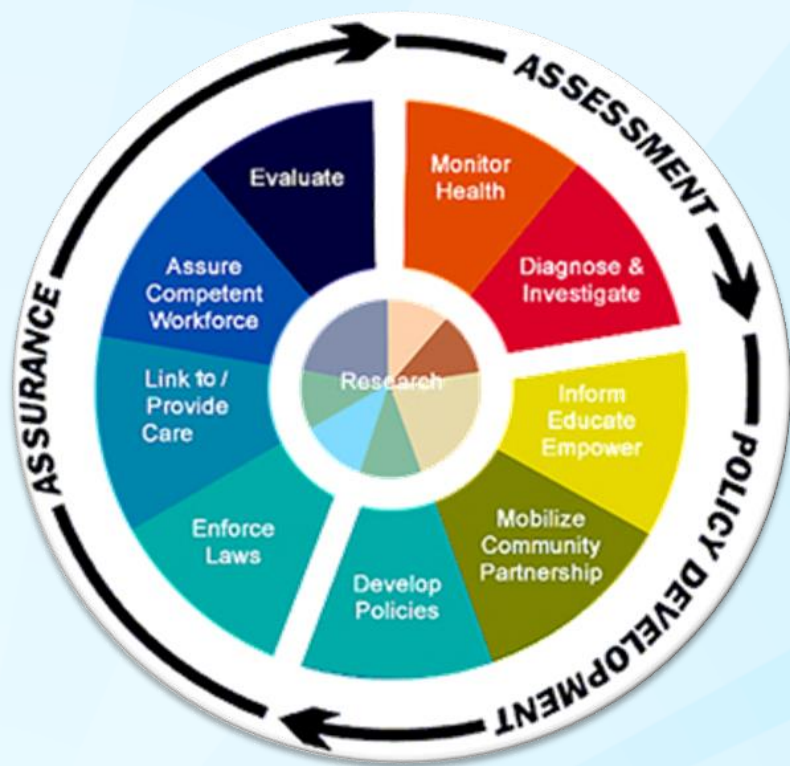 ASSESSMENT
Monitor
Health
Diagnose &
Investigate
POLICY DEVELOPMENT
Inform
Educate
Empower
Mobilize
Community
Partnership
Develop
Policies
ASSURANCE
Enforce
Laws
Link to /
Provide
Care
Assure
Competent
Workforce
Evaluate
Research